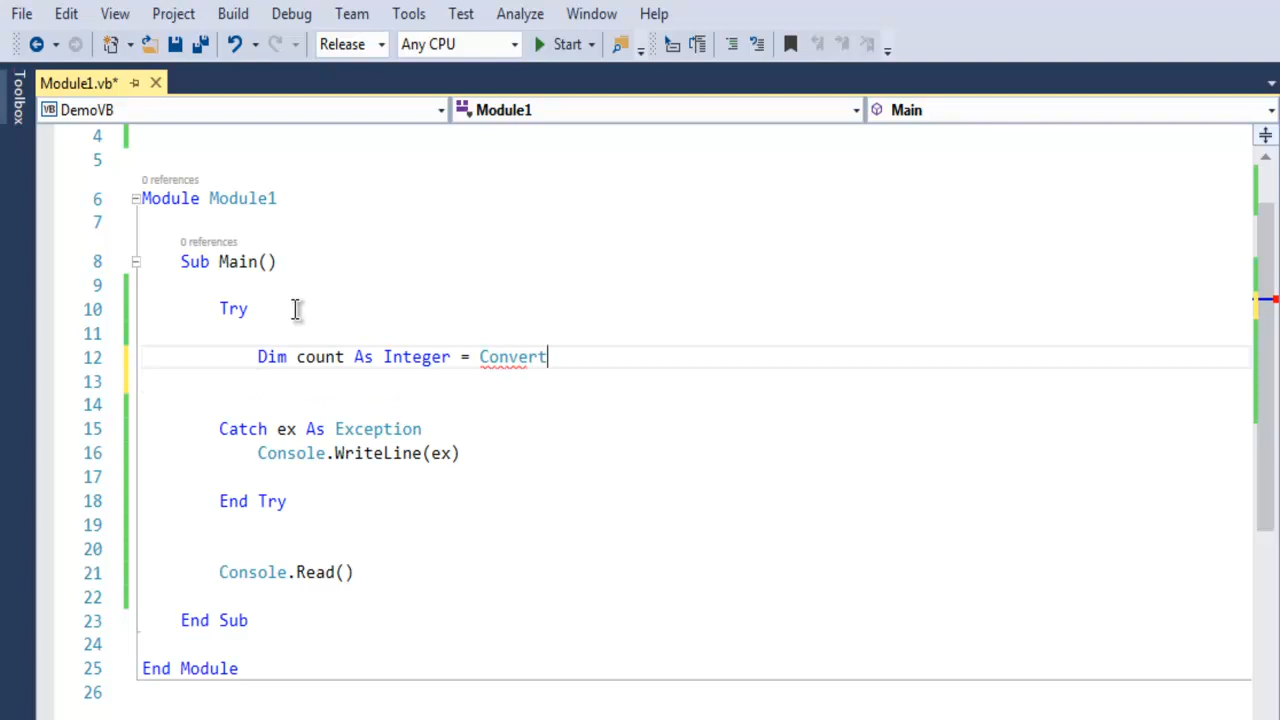 File Edit View Project Build Debug Team Tools Test Analyze Window Help
Release Any CPU Start
Toolbox
Module1.vb*
VB DemoVB Module1 Main
4
5
0 references
6 Module Module1
7
0 references
8 Sub Main()
9
10 Try
11
12 Dim count As Integer = Convert
13
14
15 Catch ex As Exception
16 Console.WriteLine(ex)
17
18 End Try
19
20
21 Console.Read()
22
23 End Sub
24
25 End Module
26